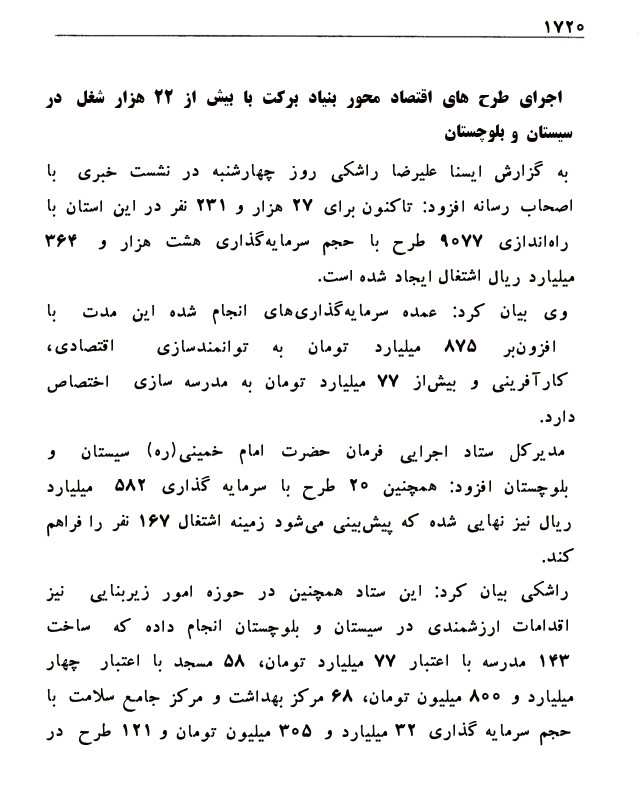 ۱۷۲۰
اجرای طرح های اقتصاد محور بنیاد برکت با بیش از ۲۲ هزار شغل در
سیستان و بلوچستان
به گزارش ایسنا علیرضا راشکی روز چهارشنبه در نشست خبری با
اصحاب رسانه افزود: تاکنون برای ۲۷ هزار و ۲۳۱ نفر در این استان با
راه‌اندازی ۹۰۷۷ طرح با حجم سرمایه‌گذاری هشت هزار و ۳۶۴
میلیارد ریال اشتغال ایجاد شده است.
وی بیان کرد: عمده سرمایه‌گذاری‌های انجام شده این مدت با
افزون‌بر ۸۷۵ میلیارد تومان به توانمندسازی اقتصادی،
کارآفرینی و بیش‌از ۷۷ میلیارد تومان به مدرسه سازی اختصاص
دارد.
مدیرکل ستاد اجرایی فرمان حضرت امام خمینی(ره) سیستان و
بلوچستان افزود: همچنین ۲۰ طرح با سرمایه گذاری ۵۸۲ میلیارد
ریال نیز نهایی شده که پیش‌بینی می‌شود زمینه اشتغال ۱۶۷ نفر را فراهم
کند.
راشکی بیان کرد: این ستاد همچنین در حوزه امور زیربنایی نیز
اقدامات ارزشمندی در سیستان و بلوچستان انجام داده که ساخت
۱۴۳ مدرسه با اعتبار ۷۷ میلیارد تومان، ۵۸ مسجد با اعتبار چهار
میلیارد و ۸۰۰ میلیون تومان، ۶۸ مرکز بهداشت و مرکز جامع سلامت با
حجم سرمایه گذاری ۳۲ میلیارد و ۳۰۵ میلیون تومان و ۱۲۱ طرح در